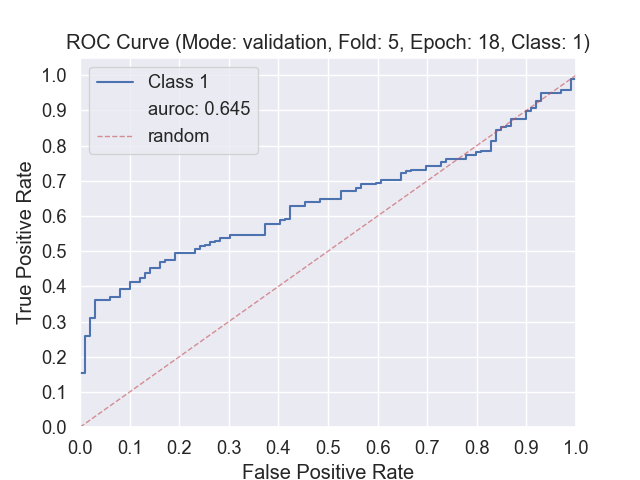 ROC Curve (Mode: validation, Fold: 5, Epoch: 18, Class: 1)
Class 1
auroc: 0.645
random
True Positive Rate
1.0
0.9
0.8
0.7
0.6
0.5
0.4
0.3
0.2
0.1
0.0
0.0 0.1 0.2 0.3 0.4 0.5 0.6 0.7 0.8 0.9 1.0
False Positive Rate